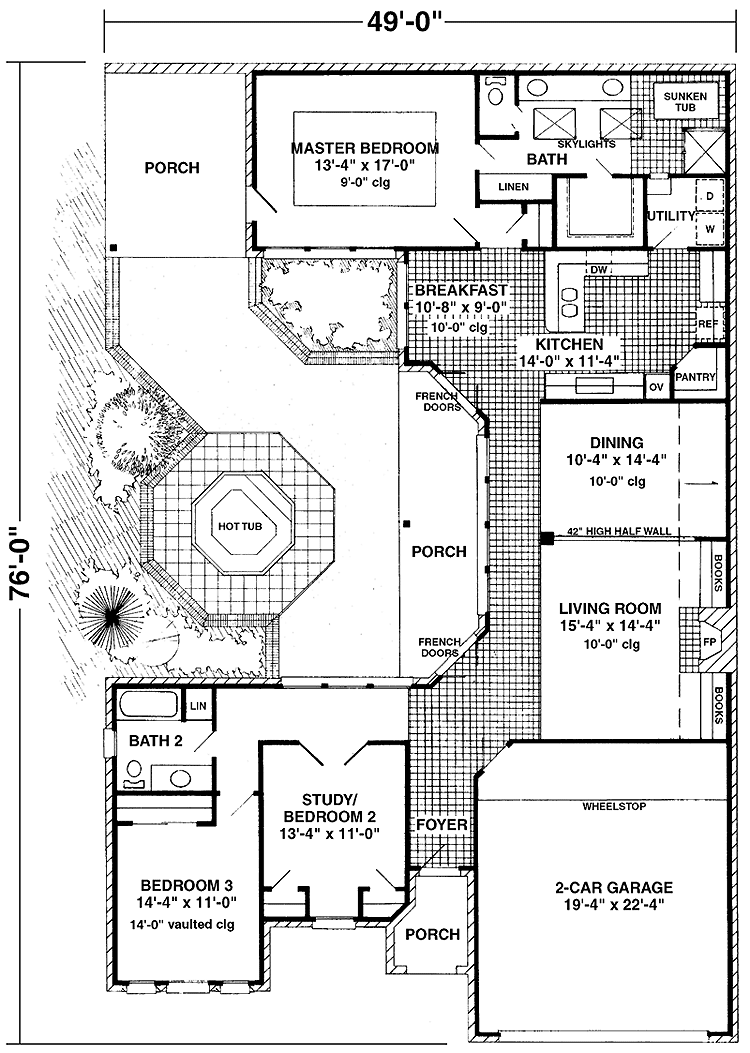 49'-0"
SUNKEN
TUB
SKYLIGHTS
MASTER BEDROOM
13'-4" x 17'-0"
9'-0" clg
PORCH
BATH
LINEN
D
UTILITY
W
DW
BREAKFAST
10'-8" x 9'-0"
10'-0" clg
REF
KITCHEN
14'-0" x 11'-4"
PANTRY
OV
FRENCH
DOORS
DINING
10'-4" x 14'-4"
10'-0" clg
HOT TUB
42" HIGH HALF WALL
PORCH
76'-0"
BOOKS
LIVING ROOM
15'-4" x 14'-4"
10'-0" clg
FP
FRENCH
DOORS
BOOKS
LIN
BATH 2
STUDY/
BEDROOM 2
13'-4" x 11'-0"
WHEELSTOP
FOYER
BEDROOM 3
14'-4" x 11'-0"
14'-0" vaulted clg
2-CAR GARAGE
19'-4" x 22'-4"
PORCH